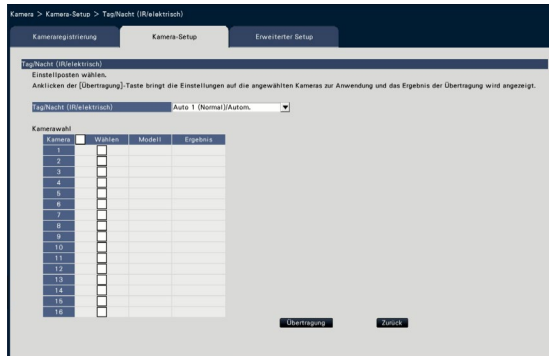 Kamera > Kamera-Setup > Tag/Nacht (IR/elektrisch)
Kameraregistrierung Kamera-Setup Erweiterter Setup
Tag/Nacht (IR/elektrisch)
Einstellposten wählen.
Anklicken der [Übertragung]-Taste bringt die Einstellungen auf die angewählten Kameras zur Anwendung und das Ergebnis der Übertragung wird angezeigt.
Tag/Nacht (IR/elektrisch) Auto 1 (Normal)/Autom.
Kamerawahl
Kamera Wählen Modell Ergebnis
1
2
3
4
5
6
7
8
9
10
11
12
13
14
15
16
Übertragung Zurück